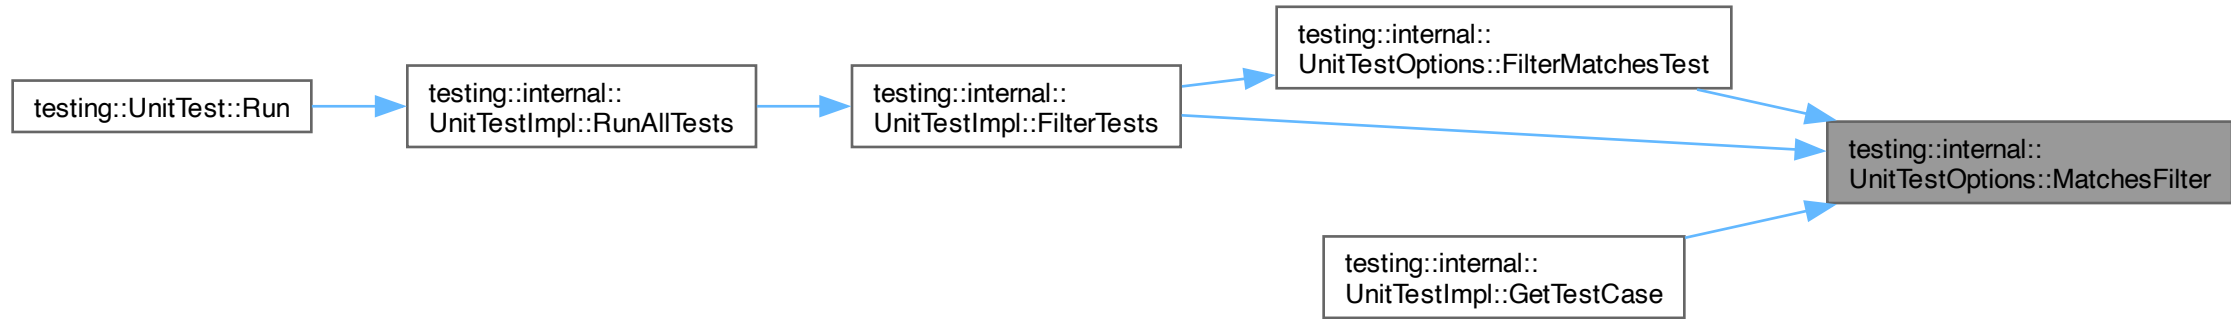 testing::UnitTest::Run
testing::internal::
UnitTestImpl::RunAllTests
testing::internal::
UnitTestImpl::FilterTests
testing::internal::
UnitTestOptions::FilterMatchesTest
testing::internal::
UnitTestImpl::GetTestCase
testing::internal::
UnitTestOptions::MatchesFilter